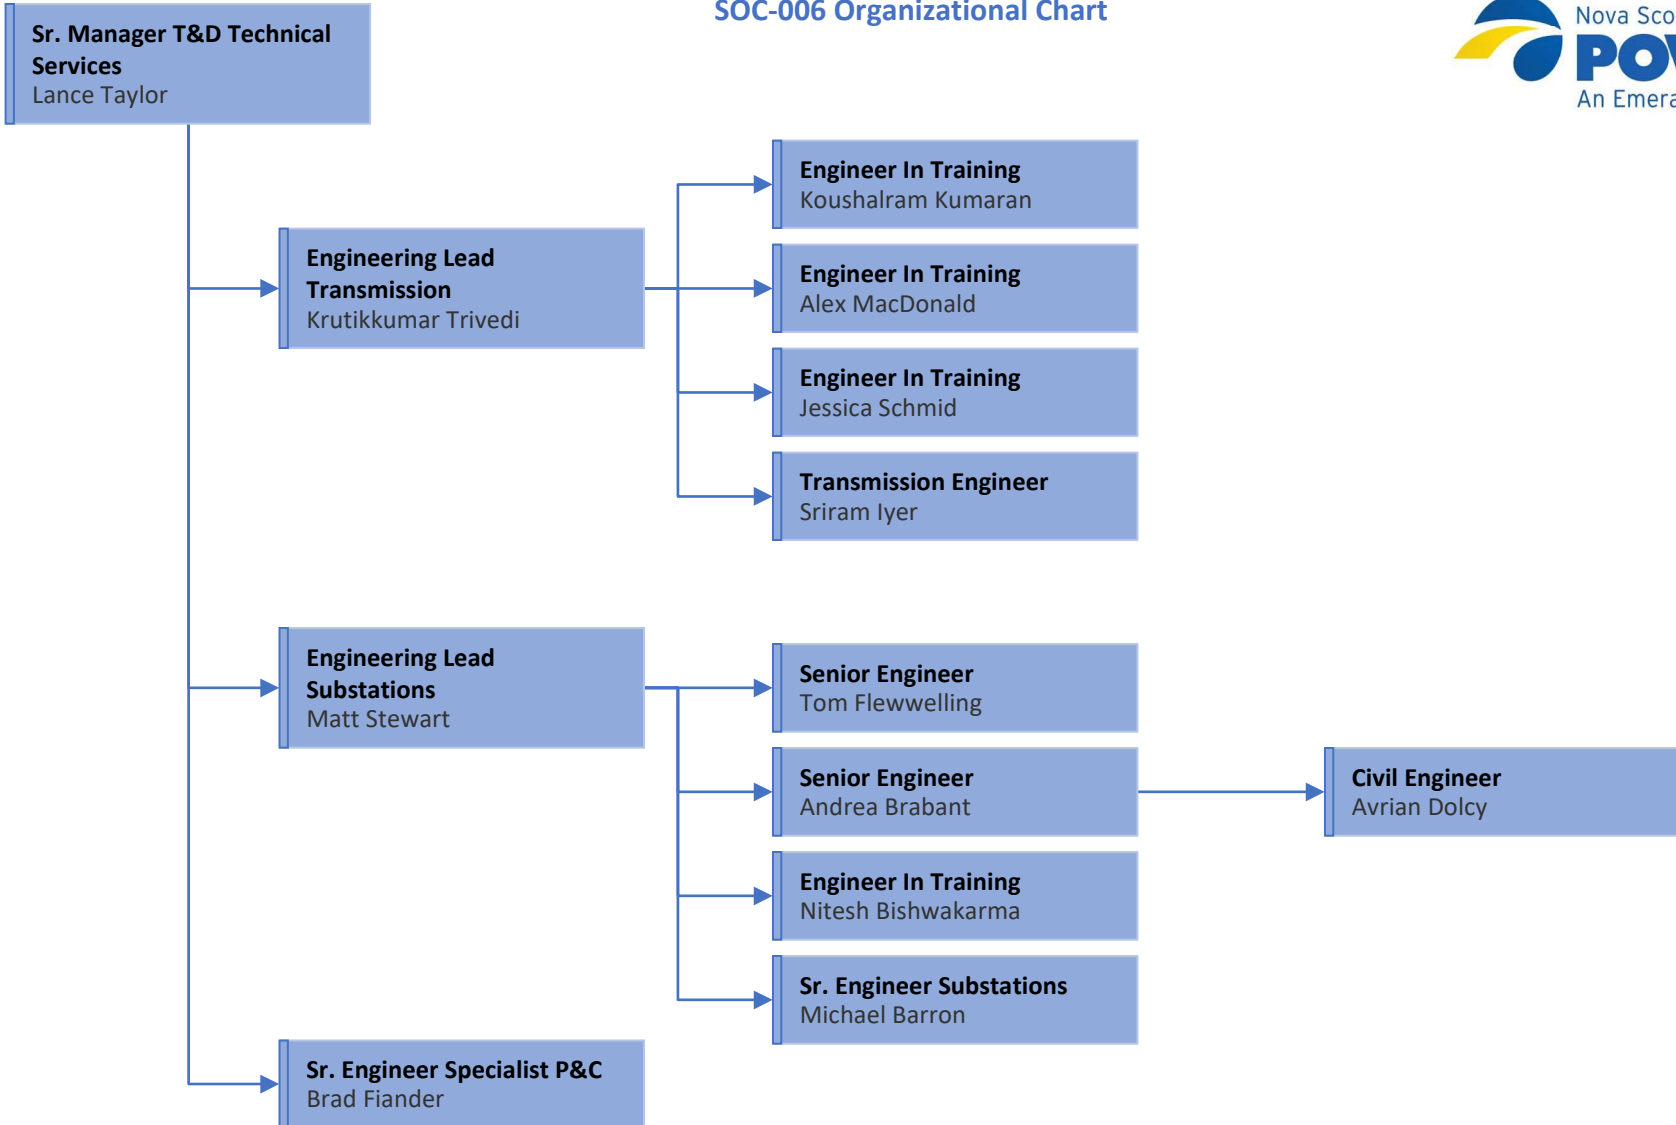 SOC-006 Organizational Chart
Nova Sco
POW
An Emera
Sr. Manager T&D Technical
Services
Lance Taylor
Engineering Lead
Transmission
Krutikkumar Trivedi
Engineer In Training
Koushalram Kumaran
Engineer In Training
Alex MacDonald
Engineer In Training
Jessica Schmid
Transmission Engineer
Sriram Iyer
Engineering Lead
Substations
Matt Stewart
Senior Engineer
Tom Flewwelling
Senior Engineer
Andrea Brabant
Civil Engineer
Avrian Dolcy
Engineer In Training
Nitesh Bishwakarma
Sr. Engineer Substations
Michael Barron
Sr. Engineer Specialist P&C
Brad Fiander